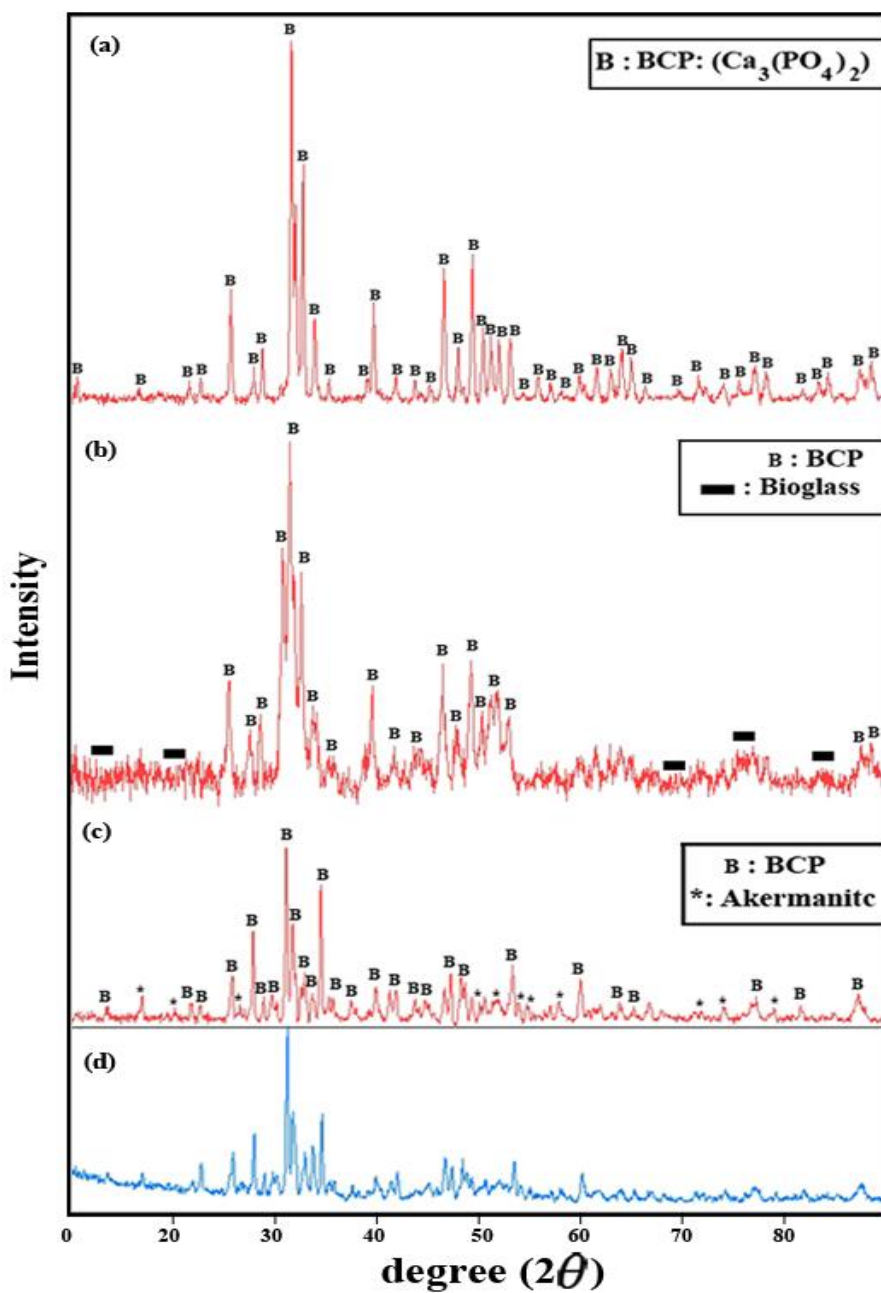 (a)
B : BCP: (Ca3(PO4)2)
B B B B B B B B B B B B B B B B B B B B B B B B B B B B B B B B B B B B B B B B B B
(b)
B : BCP
: Bioglass
B B B B B B B B B B B B B B B B B B
(c)
B : BCP
*: Akermanitc
B * * B B B * B B B B B B B B B B B B B B B B B * * * * * B B B * * B * B B
(d)
Intensity
0 20 30 40 50 60 70 80
degree (2θ)